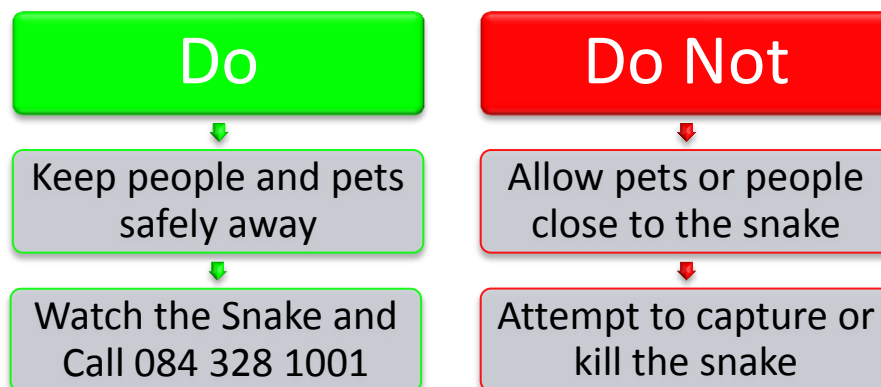 Do
Keep people and pets
safely away
Watch the Snake and
Call 084 328 1001
Do Not
Allow pets or people
close to the snake
Attempt to capture or
kill the snake